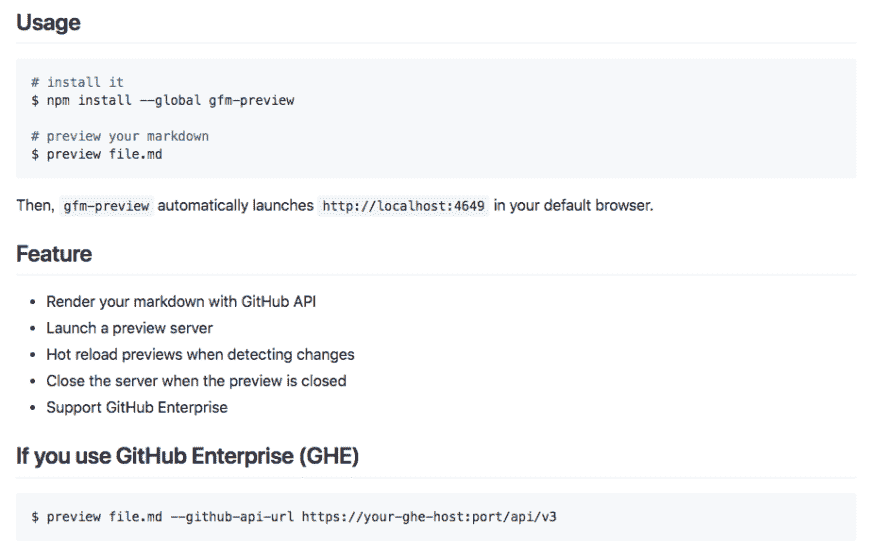 Usage
# install it
$ npm install --global gfm-preview
# preview your markdown
$ preview file.md
Then, gfm-preview automatically launches http://localhost:4649 in your default browser.
Feature
• Render your markdown with GitHub API
• Launch a preview server
• Hot reload previews when detecting changes
• Close the server when the preview is closed
• Support GitHub Enterprise
If you use GitHub Enterprise (GHE)
$ preview file.md --github-api-url https://your-ghe-host:port/api/v3